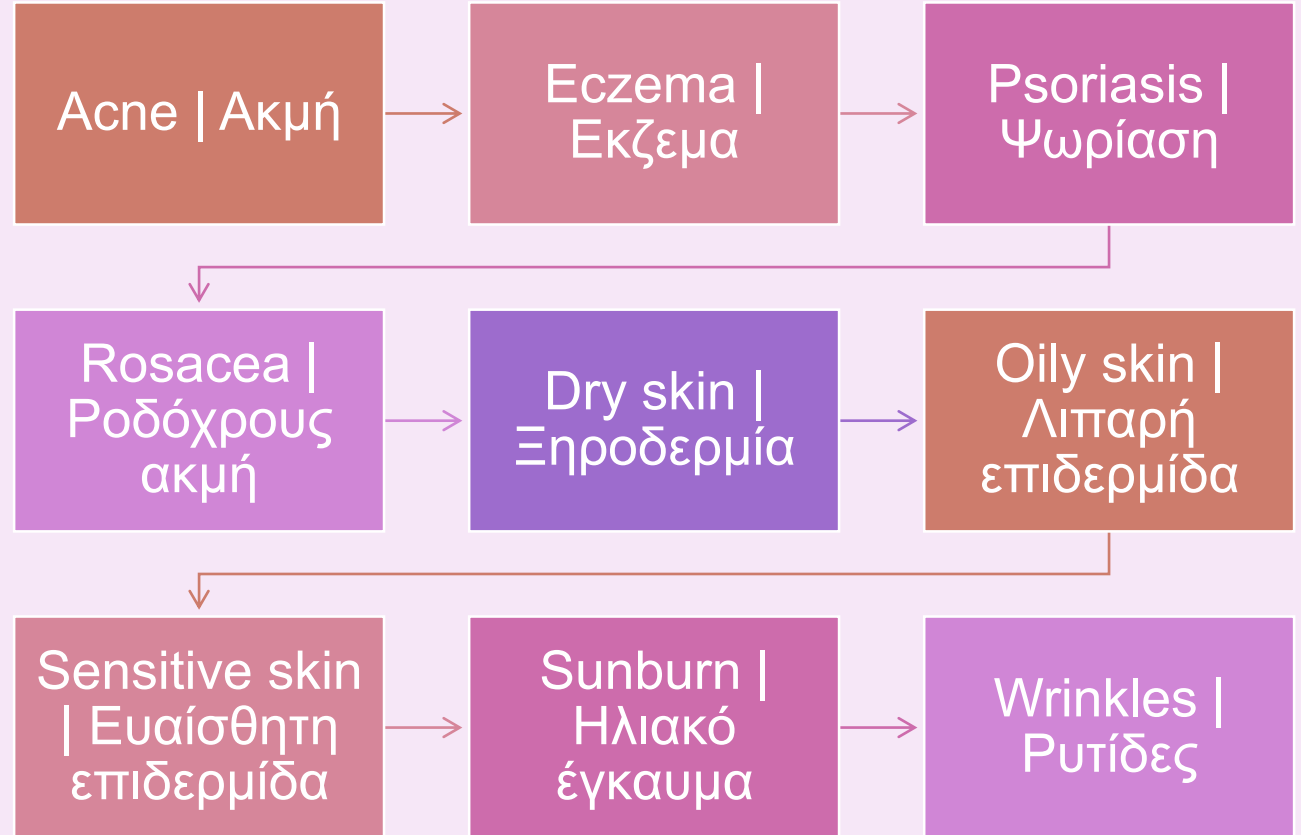 Acne | Ακμή
Eczema |
Εκζεμα
Psoriasis |
Ψωρίαση
Rosacea |
Ροδόχρους
ακμή
Dry skin |
Ξηροδερμία
Oily skin |
Λιπαρή
επιδερμίδα
Sensitive skin
| Ευαίσθητη
επιδερμίδα
Sunburn |
Ηλιακό
έγκαυμα
Wrinkles |
Ρυτίδες